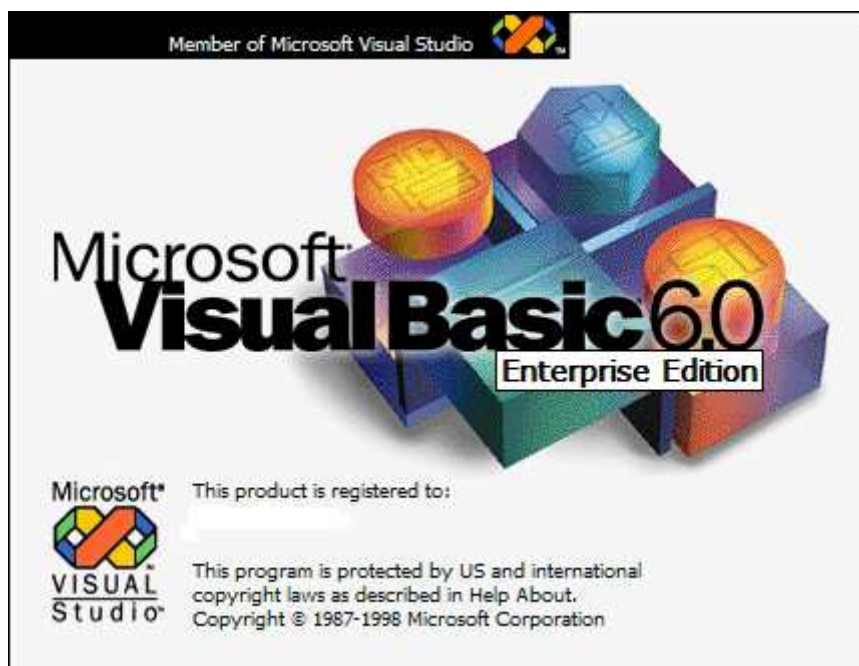 Member of Microsoft Visual Studio
Microsoft
Visual Basic 6.0
Enterprise Edition
Microsoft®
VISUAL
Studio™
This product is registered to:
This program is protected by US and international
copyright laws as described in Help About.
Copyright © 1987-1998 Microsoft Corporation